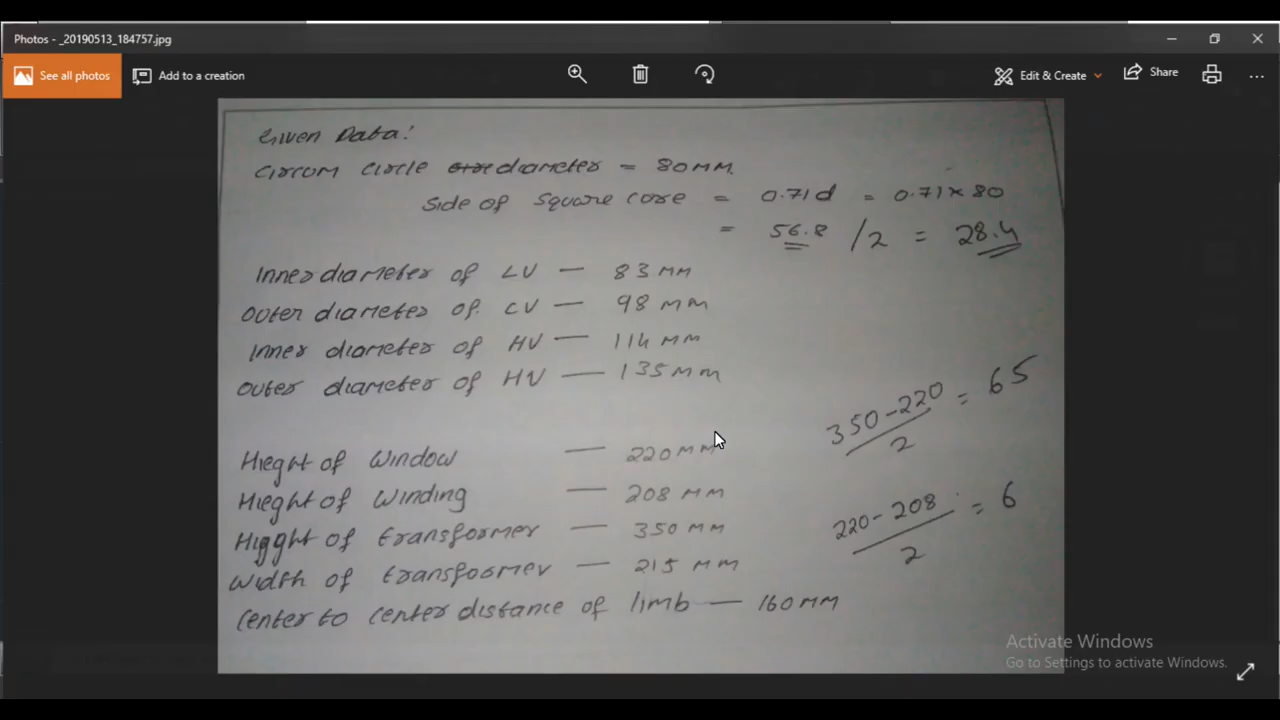 Photos - _20190513_184757.jpg
See all photos
Add to a creation
Edit & Create
Share
Given Data:
Circum circle diameter = 80 MM
Side of square core = 0.71 d = 0.71 x 80
= 56.8 /2 = 28.4
Inner diameter of LV — 83 MM
Outer diameter of LV — 98 MM
Inner diameter of HV — 114 MM
Outer diameter of HV — 135 MM
350-220 / 2 = 65
Hieght of window — 220 MM
Hieght of Winding — 208 MM
220-208 / 2 = 6
Hieght of transformer — 350 MM
Width of transformer — 215 MM
Center to center distance of limb — 160 MM
Activate Windows
Go to Settings to activate Windows.